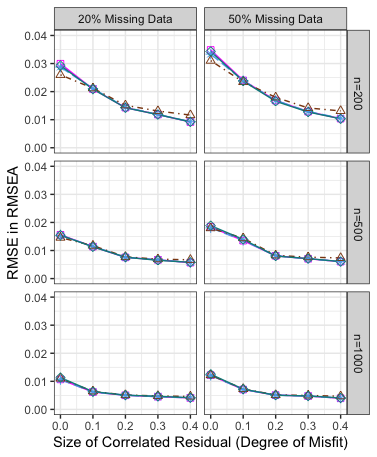 20% Missing Data 50% Missing Data
RMSE in RMSEA
0.04
0.03
0.02
0.01
0.00
n=200
0.04
0.03
0.02
0.01
0.00
n=500
0.04
0.03
0.02
0.01
0.00
n=1000
0.0 0.1 0.2 0.3 0.4 0.0 0.1 0.2 0.3 0.4
Size of Correlated Residual (Degree of Misfit)